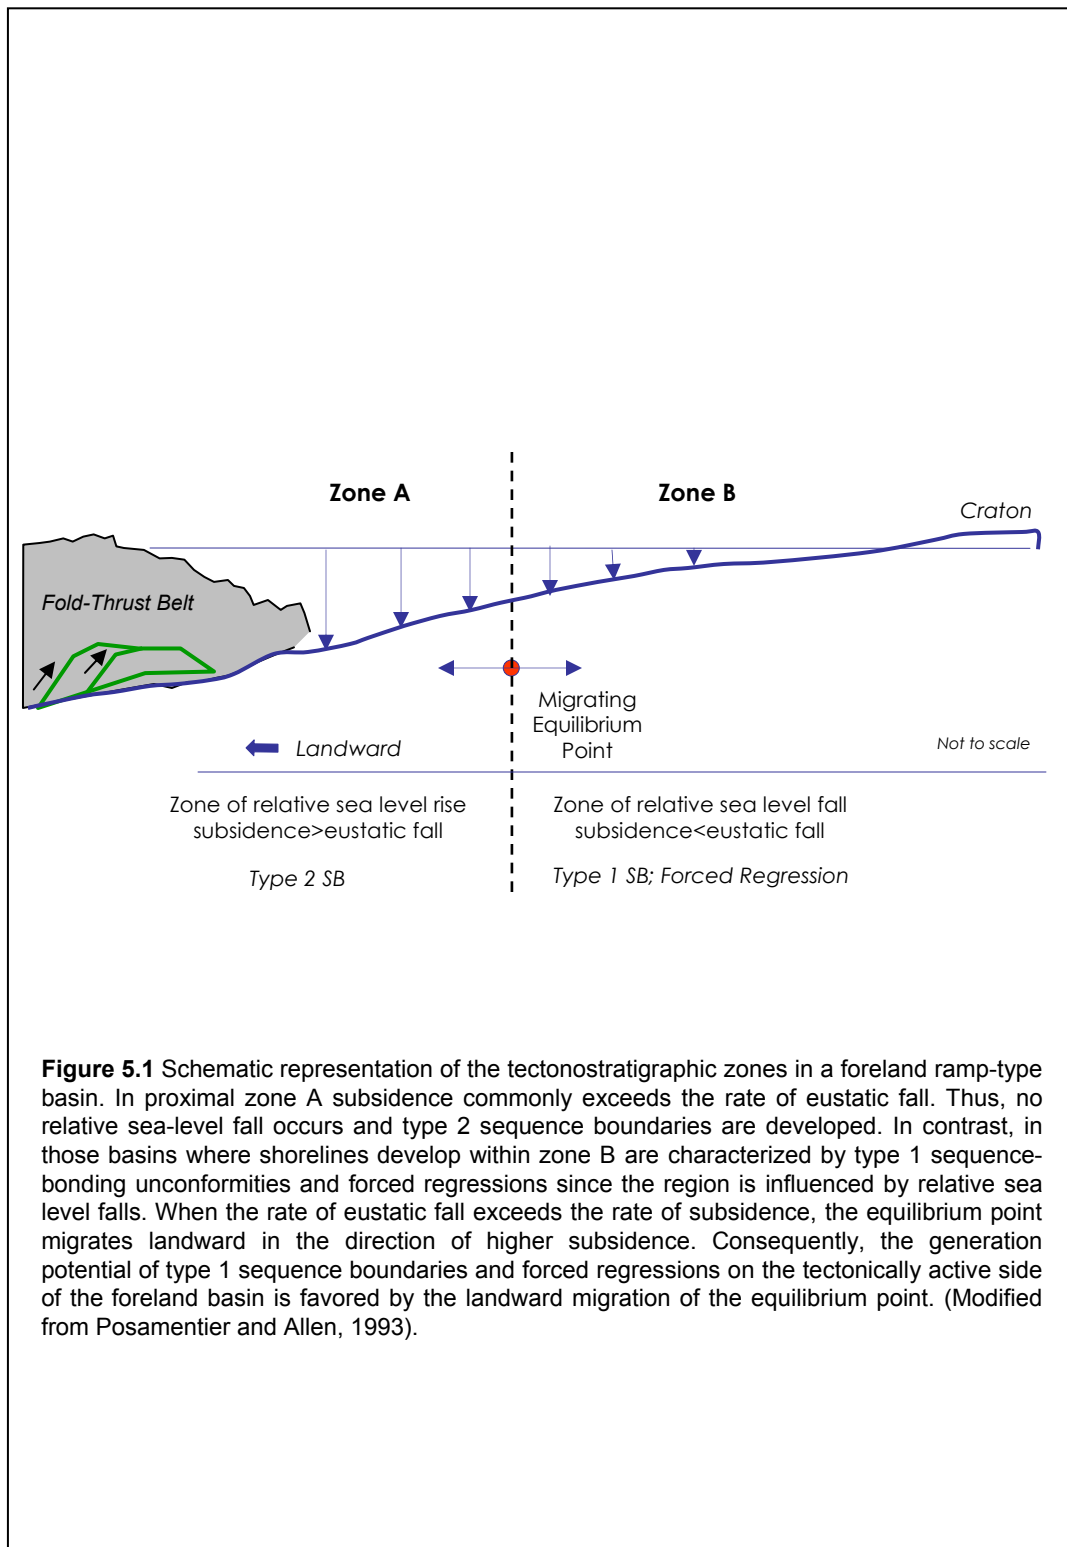 Zone A
Zone B
Craton
Fold-Thrust Belt
Migrating
Equilibrium
Point
Landward
Not to scale
Zone of relative sea level rise
subsidence>eustatic fall
Zone of relative sea level fall
subsidence<eustatic fall
Type 2 SB
Type 1 SB; Forced Regression
Figure 5.1 Schematic representation of the tectonostratigraphic zones in a foreland ramp-type
basin. In proximal zone A subsidence commonly exceeds the rate of eustatic fall. Thus, no
relative sea-level fall occurs and type 2 sequence boundaries are developed. In contrast, in
those basins where shorelines develop within zone B are characterized by type 1 sequence-
bonding unconformities and forced regressions since the region is influenced by relative sea
level falls. When the rate of eustatic fall exceeds the rate of subsidence, the equilibrium point
migrates landward in the direction of higher subsidence. Consequently, the generation
potential of type 1 sequence boundaries and forced regressions on the tectonically active side
of the foreland basin is favored by the landward migration of the equilibrium point. (Modified
from Posamentier and Allen, 1993).